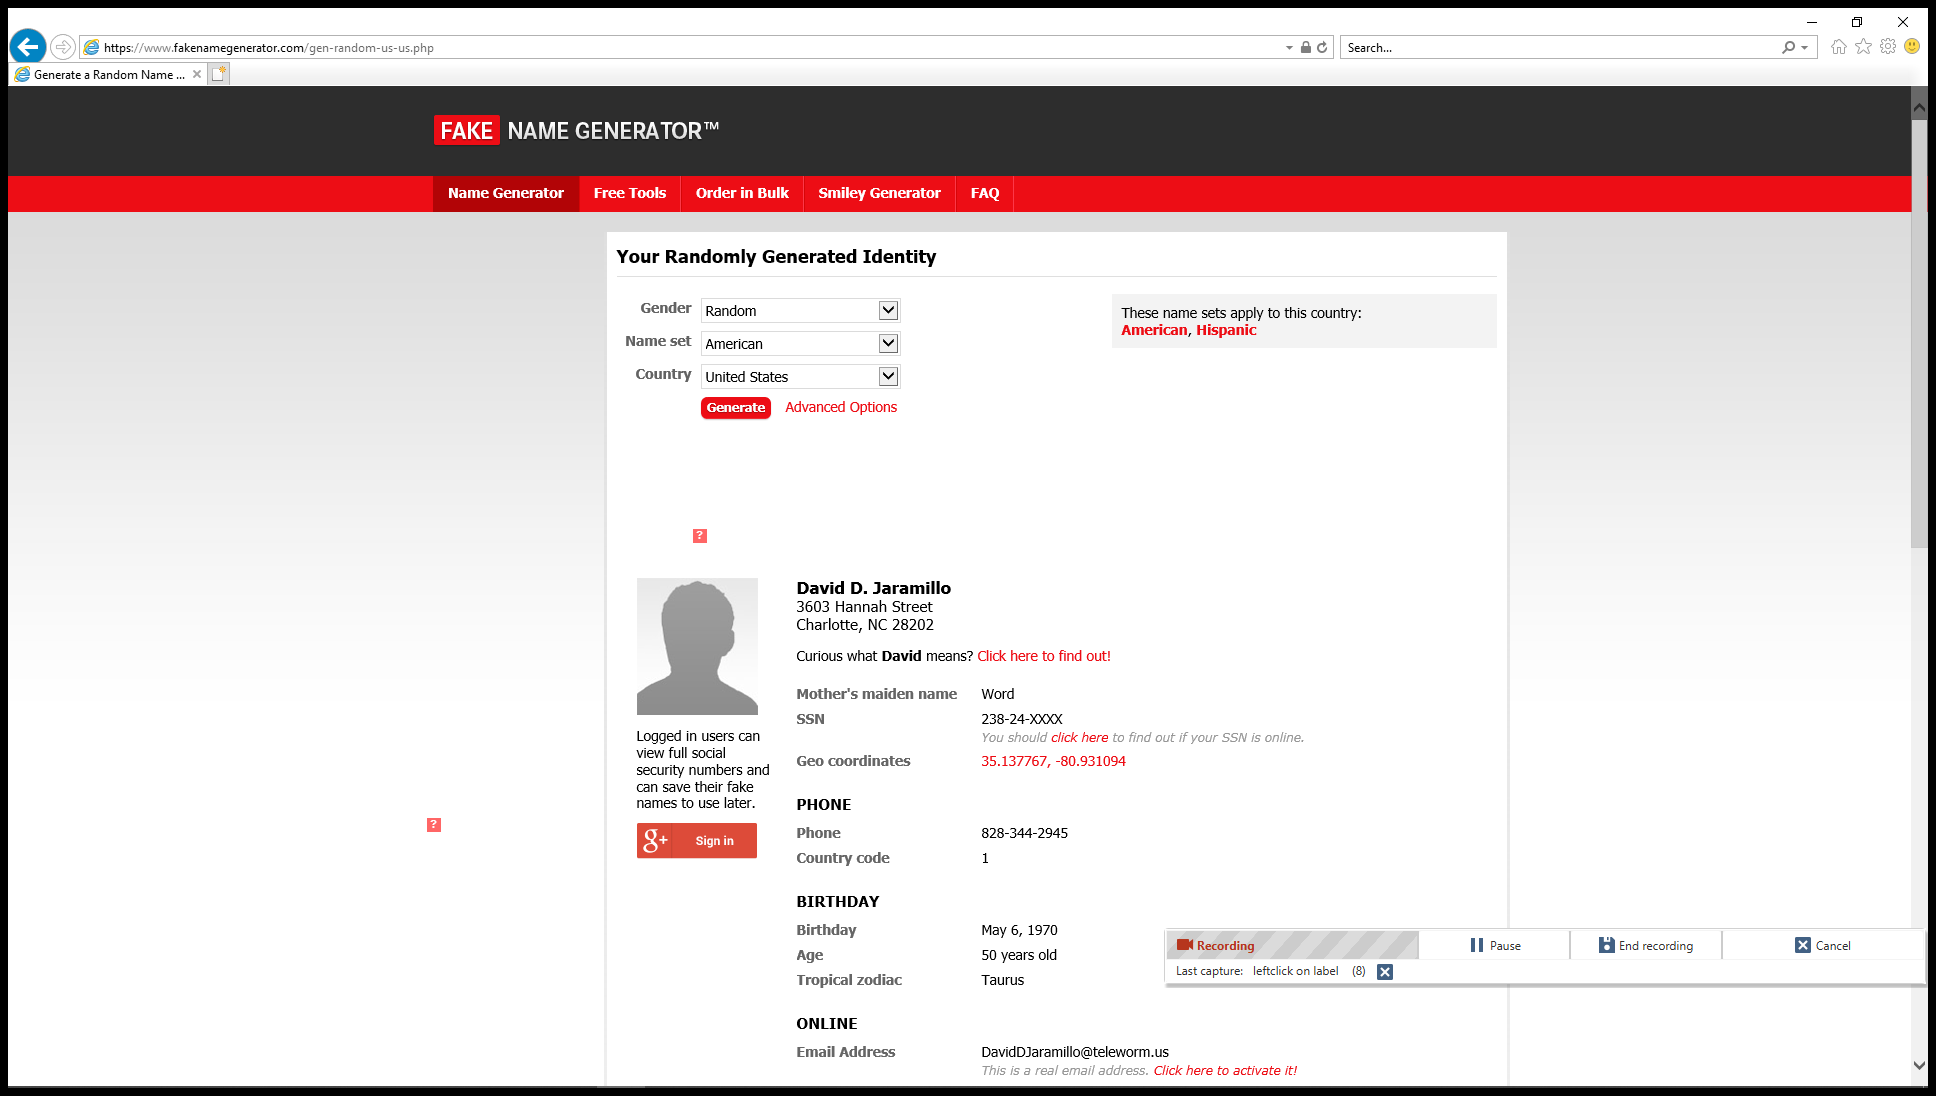 https://www.fakenamegenerator.com/gen-random-us-us.php
Search...
Generate a Random Name ...
FAKE NAME GENERATOR™
Name Generator
Free Tools
Order in Bulk
Smiley Generator
FAQ
Your Randomly Generated Identity
Gender
Random
Name set
American
Country
United States
Generate
Advanced Options
These name sets apply to this country:
American, Hispanic
?
David D. Jaramillo
3603 Hannah Street
Charlotte, NC 28202
Curious what David means? Click here to find out!
Mother's maiden name
Word
SSN
238-24-XXXX
You should click here to find out if your SSN is online.
Geo coordinates
35.137767, -80.931094
Logged in users can
view full social
security numbers and
can save their fake
names to use later.
g+ Sign in
?
PHONE
Phone
828-344-2945
Country code
1
BIRTHDAY
Birthday
May 6, 1970
Age
50 years old
Tropical zodiac
Taurus
ONLINE
Email Address
DavidDJaramillo@teleworm.us
This is a real email address. Click here to activate it!
Recording
Pause
End recording
Cancel
Last capture: leftclick on label (8)